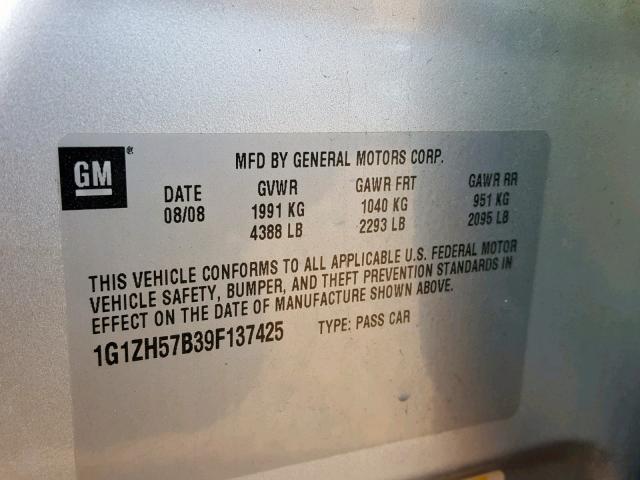 GM®
MFD BY GENERAL MOTORS CORP.
DATE GVWR GAWR FRT GAWR RR
08/08 1991 KG 1040 KG 951 KG
4388 LB 2293 LB 2095 LB
THIS VEHICLE CONFORMS TO ALL APPLICABLE U.S. FEDERAL MOTOR
VEHICLE SAFETY, BUMPER, AND THEFT PREVENTION STANDARDS IN
EFFECT ON THE DATE OF MANUFACTURE SHOWN ABOVE.
1G1ZH57B39F137425 TYPE: PASS CAR